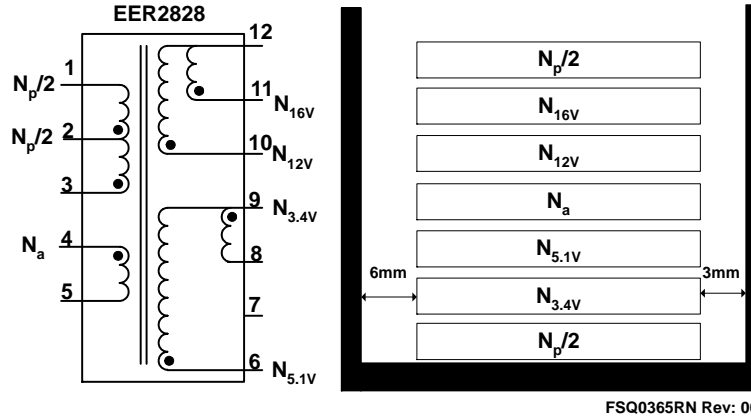 EER2828
1
Np/2
2
Np/2
3
4
Na
5
12
11
N16V
10
N12V
9
N3.4V
8
7
6
N5.1V
Np/2
N16V
N12V
Na
N5.1V
N3.4V
Np/2
6mm
3mm
FSQ0365RN Rev: 00